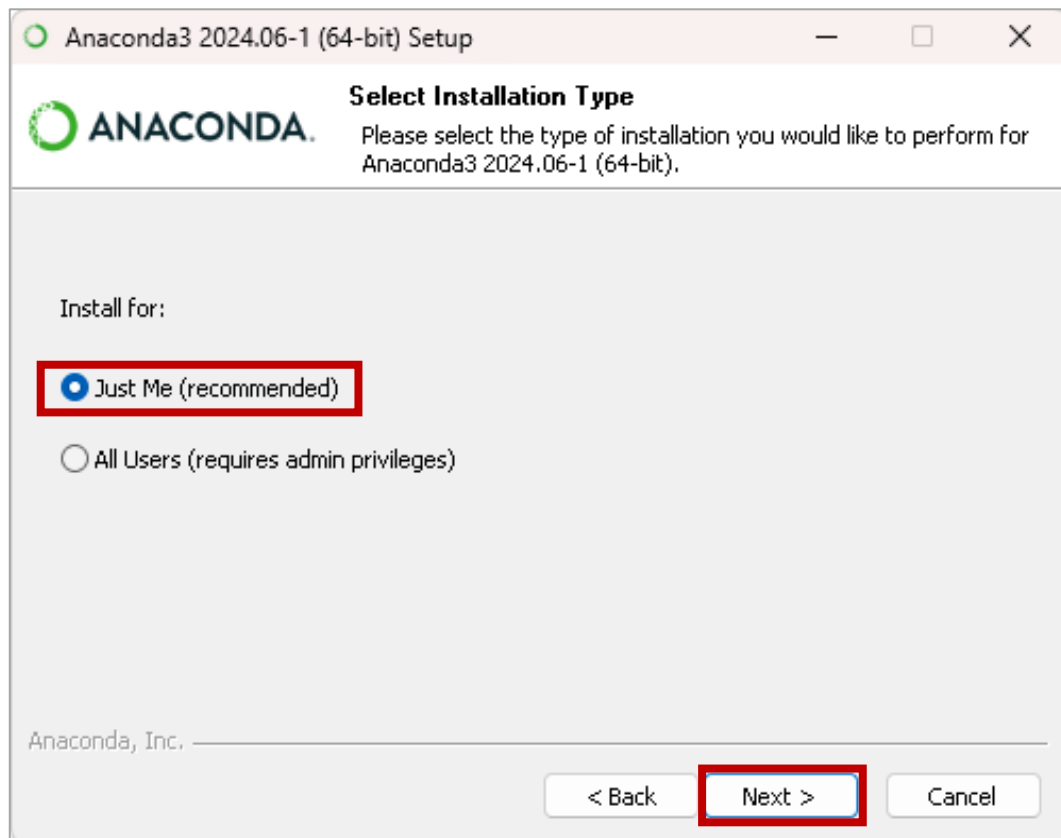 Anaconda3 2024.06-1 (64-bit) Setup
ANACONDA.
Select Installation Type
Please select the type of installation you would like to perform for
Anaconda3 2024.06-1 (64-bit).
Install for:
Just Me (recommended)
All Users (requires admin privileges)
Anaconda, Inc.
< Back
Next >
Cancel